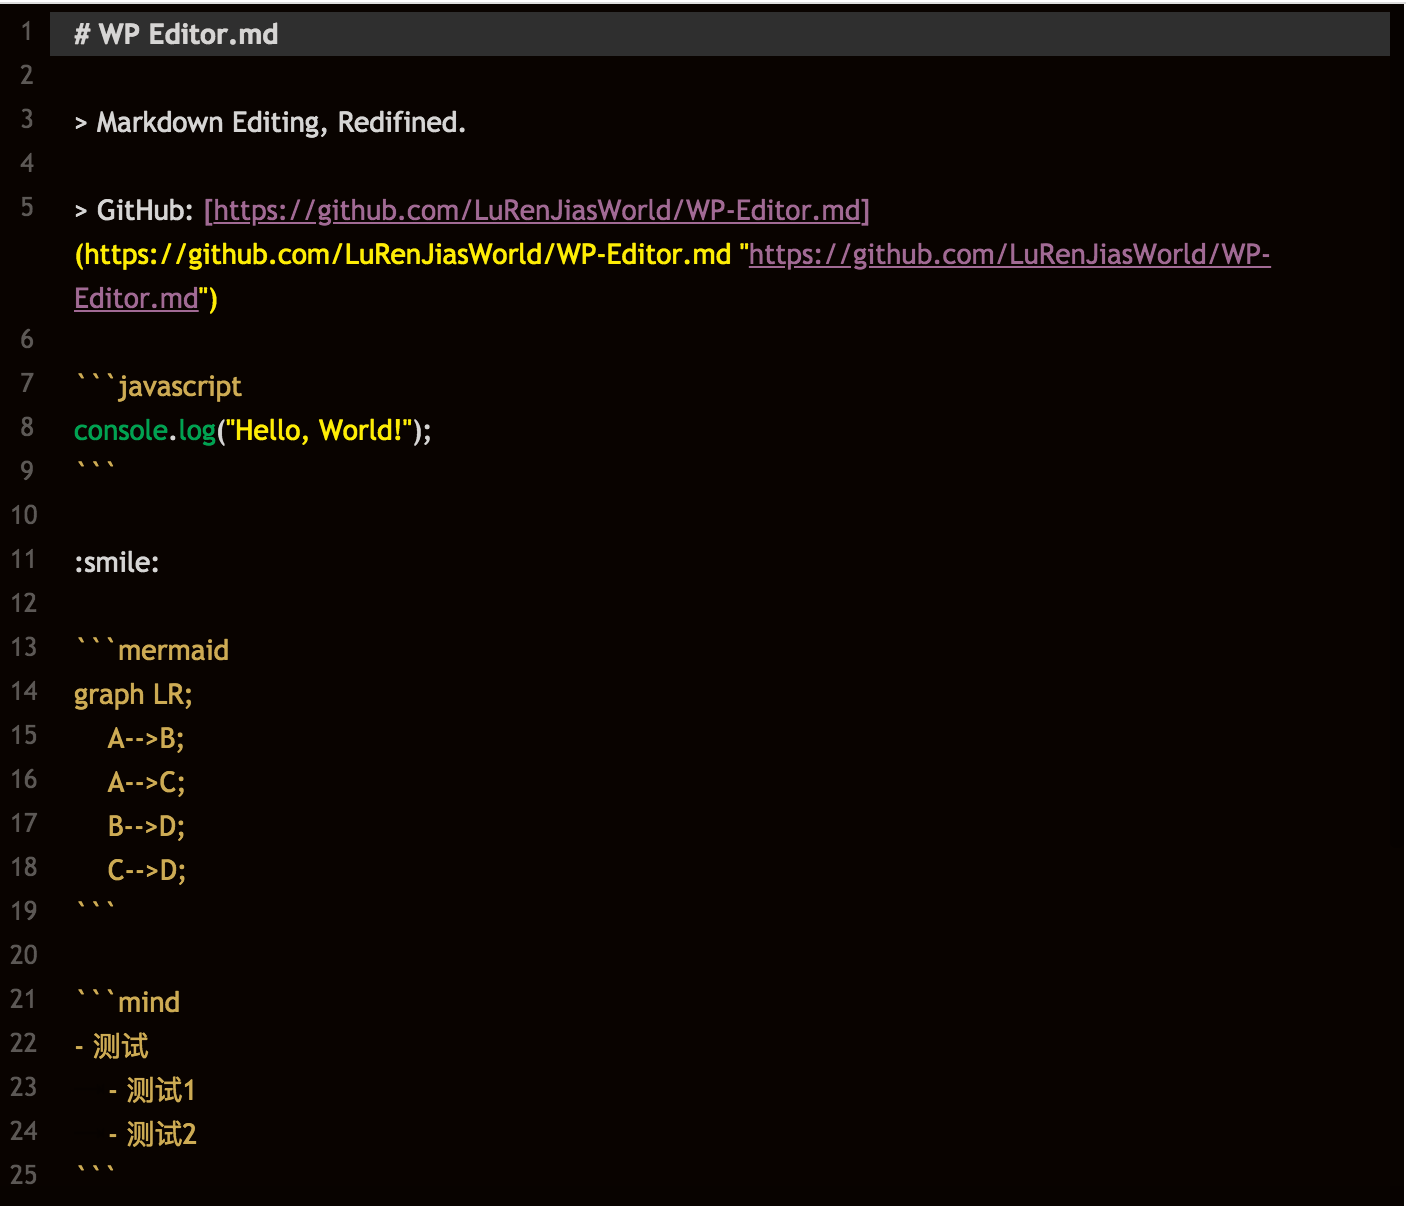 1 # WP Editor.md
2
3 > Markdown Editing, Redifined.
4
5 > GitHub: [https://github.com/LuRenJiasWorld/WP-Editor.md]
(https://github.com/LuRenJiasWorld/WP-Editor.md "https://github.com/LuRenJiasWorld/WP-
Editor.md")
6
7 ```javascript
8 console.log("Hello, World!");
9 ```
10
11 :smile:
12
13 ```mermaid
14 graph LR;
15     A-->B;
16     A-->C;
17     B-->D;
18     C-->D;
19 ```
20
21 ```mind
22 - 测试
23     - 测试1
24     - 测试2
25 ```